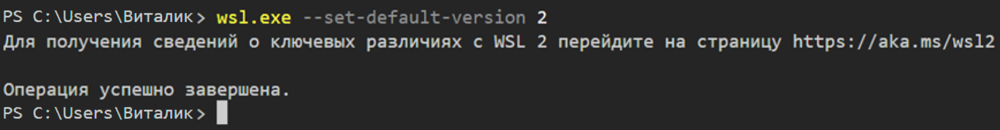 PS C:\Users\Виталик> wsl.exe --set-default-version 2
Для получения сведений о ключевых различиях с WSL 2 перейдите на страницу https://aka.ms/wsl2
Операция успешно завершена.
PS C:\Users\Виталик>